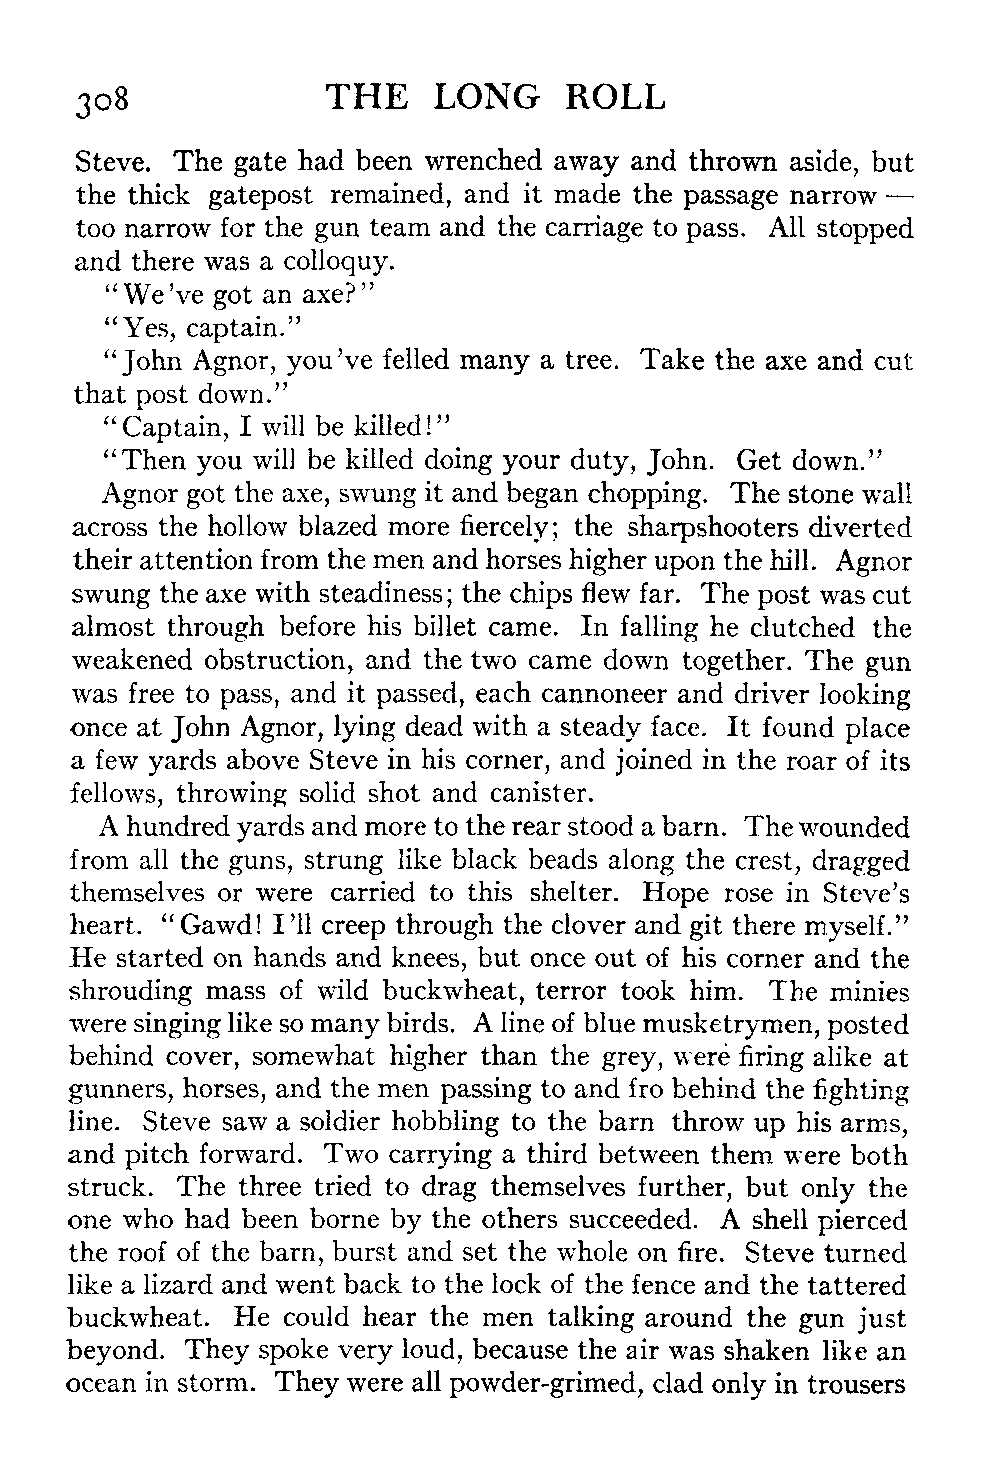 308 THE LONG ROLL
Steve. The gate had been wrenched away and thrown aside, but
the thick gatepost remained, and it made the passage narrow —
too narrow for the gun team and the carriage to pass. All stopped
and there was a colloquy.
"We've got an axe?"
"Yes, captain."
"John Agnor, you've felled many a tree. Take the axe and cut
that post down."
"Captain, I will be killed!"
"Then you will be killed doing your duty, John. Get down."
Agnor got the axe, swung it and began chopping. The stone wall
across the hollow blazed more fiercely; the sharpshooters diverted
their attention from the men and horses higher upon the hill. Agnor
swung the axe with steadiness; the chips flew far. The post was cut
almost through before his billet came. In falling he clutched the
weakened obstruction, and the two came down together. The gun
was free to pass, and it passed, each cannoneer and driver looking
once at John Agnor, lying dead with a steady face. It found place
a few yards above Steve in his corner, and joined in the roar of its
fellows, throwing solid shot and canister.
A hundred yards and more to the rear stood a barn. The wounded
from all the guns, strung like black beads along the crest, dragged
themselves or were carried to this shelter. Hope rose in Steve's
heart. "Gawd! I'll creep through the clover and git there myself."
He started on hands and knees, but once out of his corner and the
shrouding mass of wild buckwheat, terror took him. The minies
were singing like so many birds. A line of blue musketrymen, posted
behind cover, somewhat higher than the grey, were firing alike at
gunners, horses, and the men passing to and fro behind the fighting
line. Steve saw a soldier hobbling to the barn throw up his arms,
and pitch forward. Two carrying a third between them were both
struck. The three tried to drag themselves further, but only the
one who had been borne by the others succeeded. A shell pierced
the roof of the barn, burst and set the whole on fire. Steve turned
like a lizard and went back to the lock of the fence and the tattered
buckwheat. He could hear the men talking around the gun just
beyond. They spoke very loud, because the air was shaken like an
ocean in storm. They were all powder-grimed, clad only in trousers